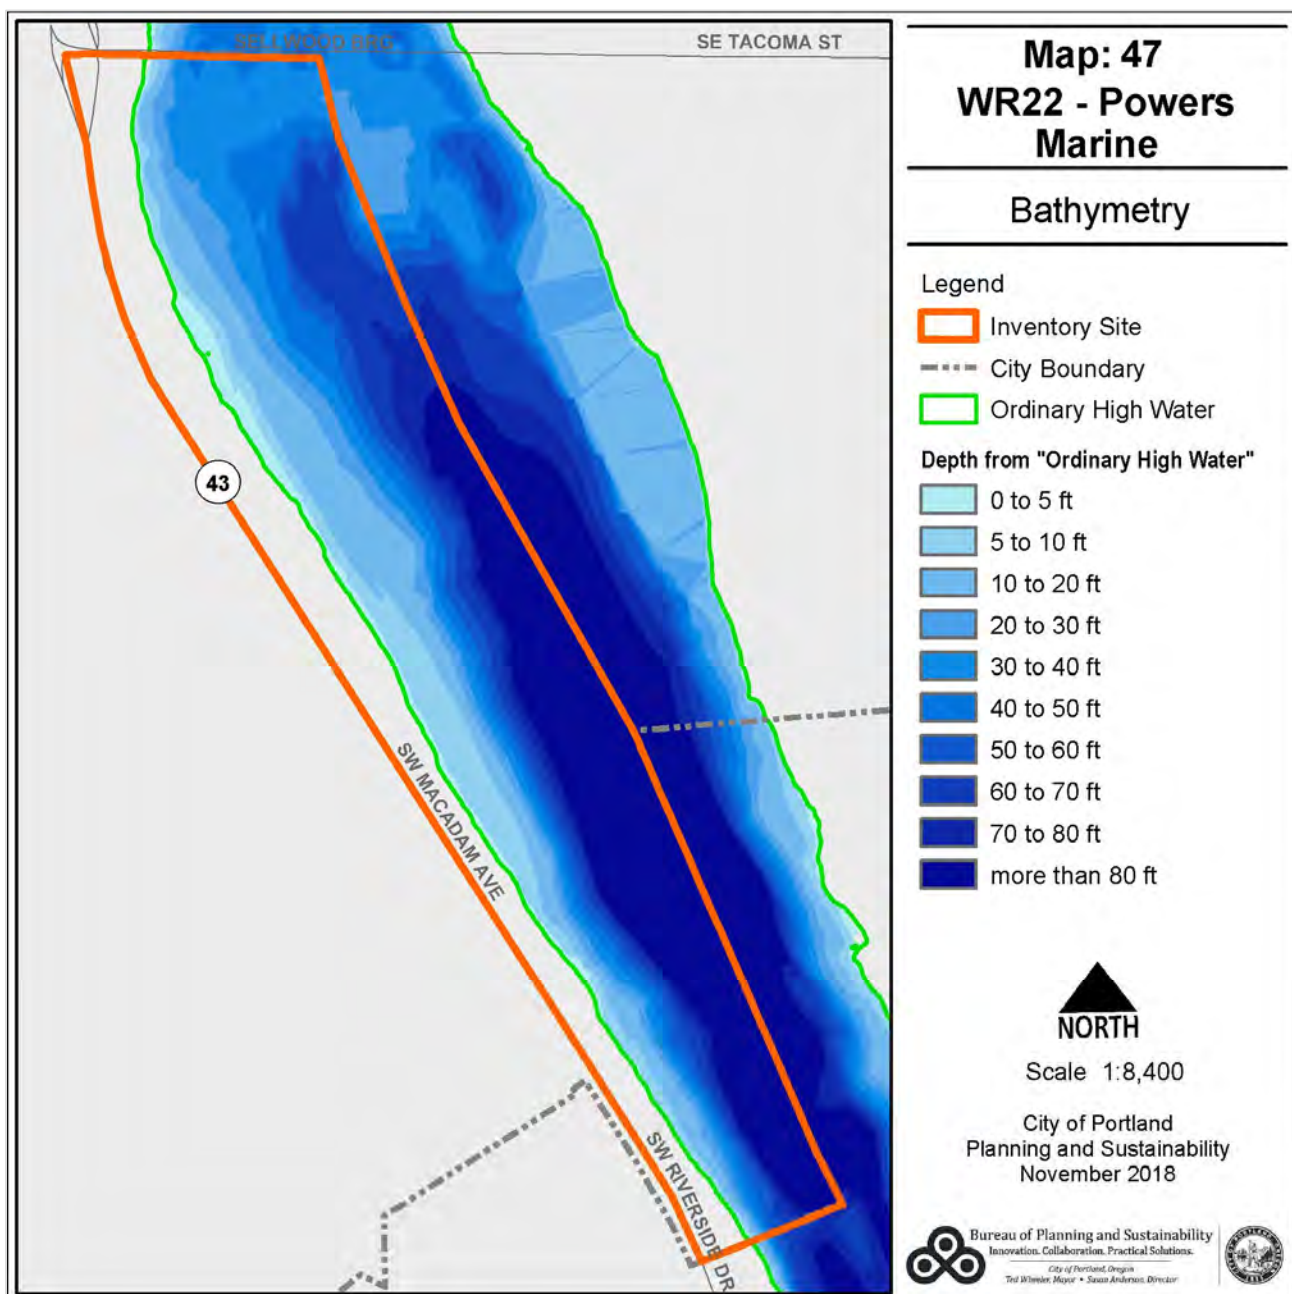 SELLWOOD BRG
SE TACOMA ST
43
SW MACADAM AVE
SW RIVERSIDE DR
Map: 47
WR22 - Powers
Marine
Bathymetry
Legend
Inventory Site
City Boundary
Ordinary High Water
Depth from "Ordinary High Water"
0 to 5 ft
5 to 10 ft
10 to 20 ft
20 to 30 ft
30 to 40 ft
40 to 50 ft
50 to 60 ft
60 to 70 ft
70 to 80 ft
more than 80 ft
NORTH
Scale 1:8,400
City of Portland
Planning and Sustainability
November 2018
Bureau of Planning and Sustainability
Innovation. Collaboration. Practical Solutions.
City of Portland, Oregon
Ted Wheeler, Mayor • Susan Anderson, Director